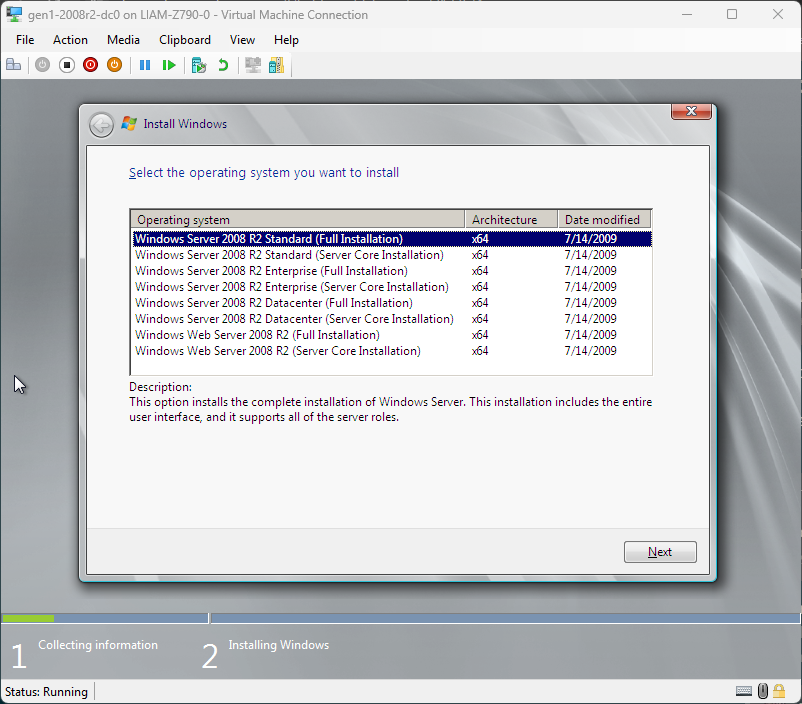 gen1-2008r2-dc0 on LIAM-Z790-0 - Virtual Machine Connection
File Action Media Clipboard View Help
Install Windows
Select the operating system you want to install
Operating system Architecture Date modified
Windows Server 2008 R2 Standard (Full Installation) x64 7/14/2009
Windows Server 2008 R2 Standard (Server Core Installation) x64 7/14/2009
Windows Server 2008 R2 Enterprise (Full Installation) x64 7/14/2009
Windows Server 2008 R2 Enterprise (Server Core Installation) x64 7/14/2009
Windows Server 2008 R2 Datacenter (Full Installation) x64 7/14/2009
Windows Server 2008 R2 Datacenter (Server Core Installation) x64 7/14/2009
Windows Web Server 2008 R2 (Full Installation) x64 7/14/2009
Windows Web Server 2008 R2 (Server Core Installation) x64 7/14/2009
Description:
This option installs the complete installation of Windows Server. This installation includes the entire
user interface, and it supports all of the server roles.
Next
1 Collecting information 2 Installing Windows
Status: Running